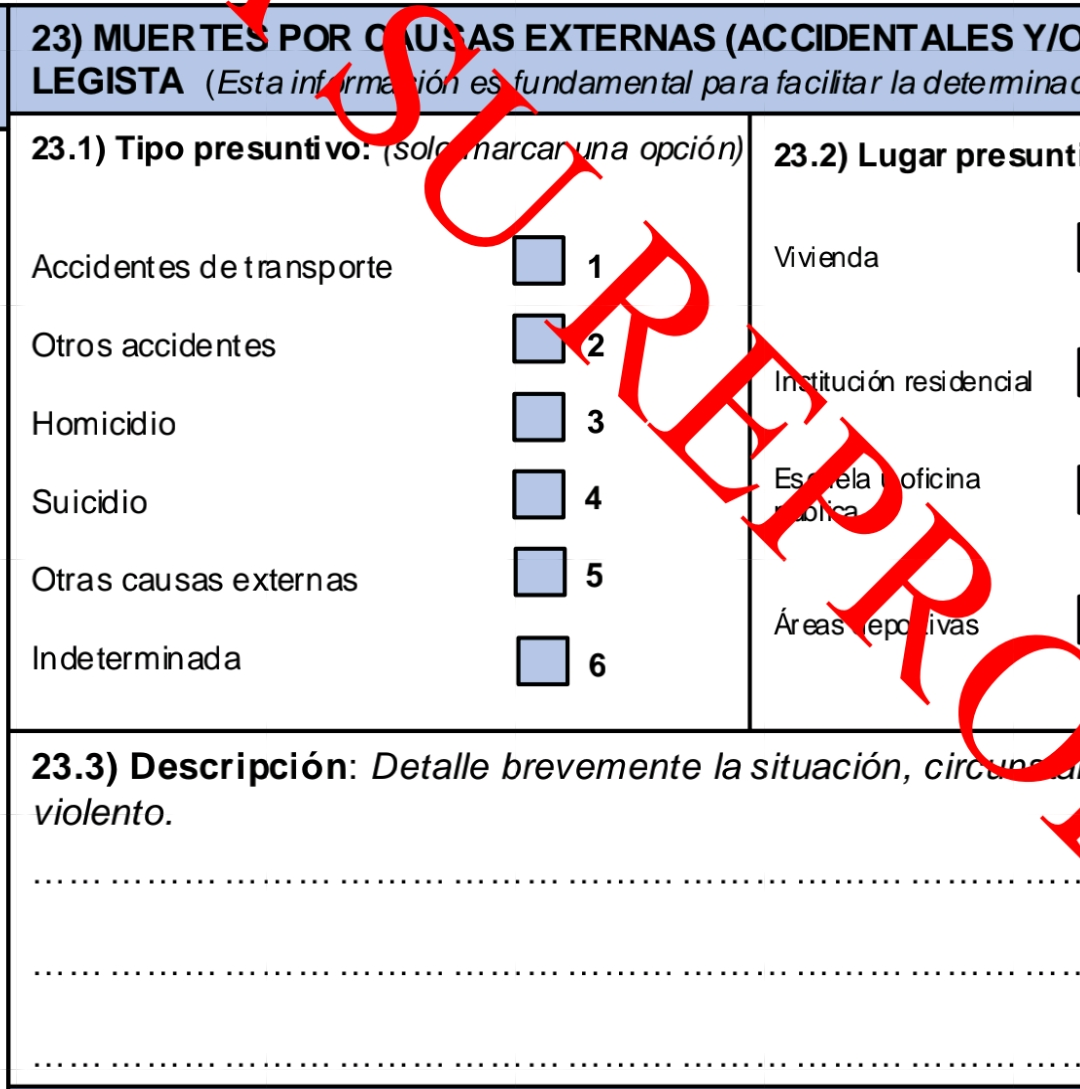 23) MUERTES POR CAUSAS EXTERNAS (ACCIDENTALES Y/O
LEGISTA (Esta información es fundamental para facilitar la determinac
23.1) Tipo presuntivo: (solo marcar una opción)
Accidentes de transporte 1
Otros accidentes 2
Homicidio 3
Suicidio 4
Otras causas externas 5
Indeterminada 6
23.2) Lugar presunti
Vivienda
Institución residencial
Escuela u oficina
pública
Áreas deportivas
23.3) Descripción: Detalle brevemente la situación, circunstan
violento.
SU REPRO